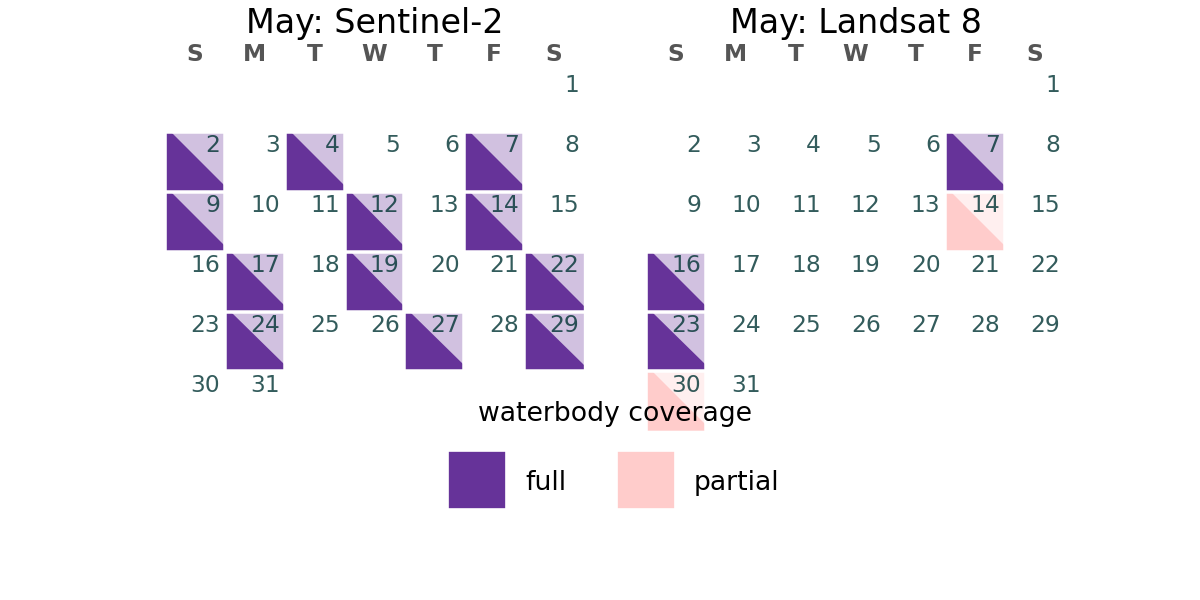 May: Sentinel-2
S M T W T F S
1
2 3 4 5 6 7 8
9 10 11 12 13 14 15
16 17 18 19 20 21 22
23 24 25 26 27 28 29
30 31
May: Landsat 8
S M T W T F S
1
2 3 4 5 6 7 8
9 10 11 12 13 14 15
16 17 18 19 20 21 22
23 24 25 26 27 28 29
30 31
waterbody coverage
full partial